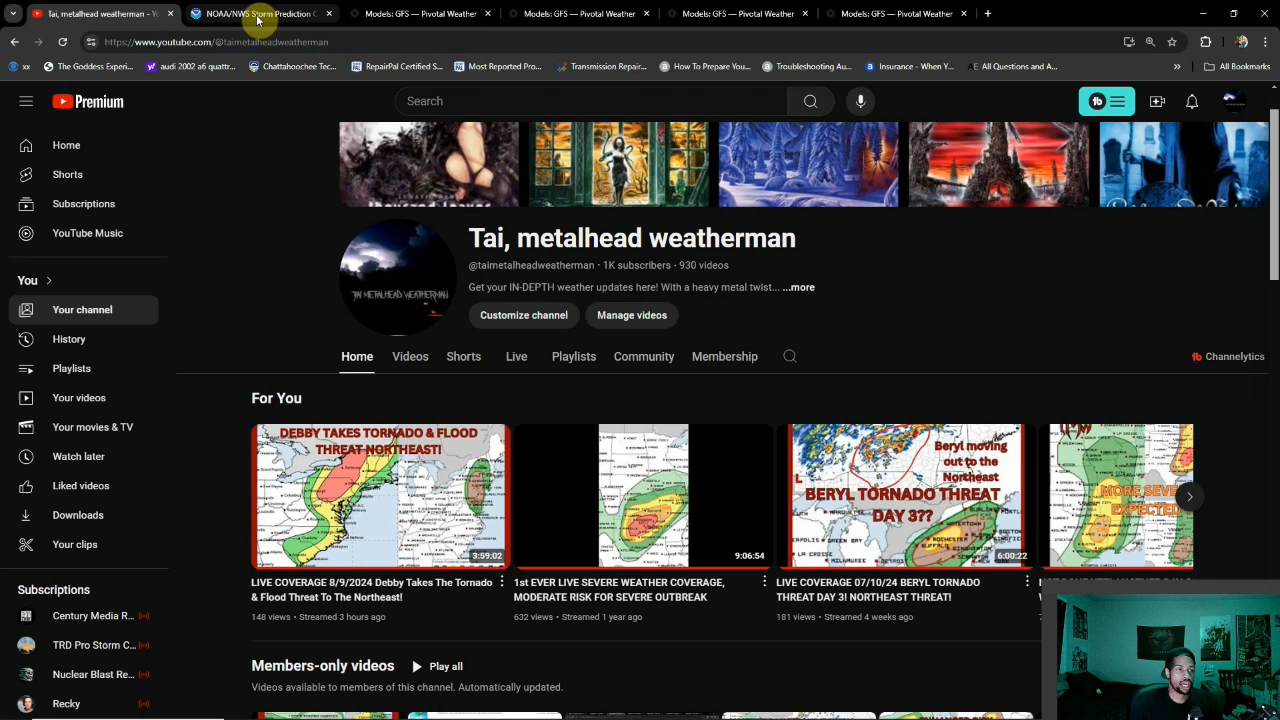 Tai, metalhead weatherman - Yo
NOAA/NWS Storm Prediction C
Models: GFS — Pivotal Weather
Models: GFS — Pivotal Weather
Models: GFS — Pivotal Weather
Models: GFS — Pivotal Weather
https://www.youtube.com/@taimetalheadweatherman
xx
The Goddess Experi...
audi 2002 a6 quattr...
Chattahoochee Tec...
RepairPal Certified S...
Most Reported Pro...
Transmission Repair...
How To Prepare You...
Troubleshooting Au...
Insurance - When Y...
All Questions and A...
All Bookmarks
Premium
Search
Home
Shorts
Subscriptions
YouTube Music
You
Your channel
History
Playlists
Your videos
Your movies & TV
Watch later
Liked videos
Downloads
Your clips
Subscriptions
Century Media R...
TRD Pro Storm C...
Nuclear Blast Re...
Recky
Tai, metalhead weatherman
@taimetalheadweatherman · 1K subscribers · 930 videos
Get your IN-DEPTH weather updates here! With a heavy metal twist... ...more
Customize channel
Manage videos
Home
Videos
Shorts
Live
Playlists
Community
Membership
Channelytics
For You
DEBBY TAKES TORNADO & FLOOD
THREAT NORTHEAST!
3:59:02
LIVE COVERAGE 8/9/2024 Debby Takes The Tornado
& Flood Threat To The Northeast!
148 views • Streamed 3 hours ago
9:06:54
1st EVER LIVE SEVERE WEATHER COVERAGE,
MODERATE RISK FOR SEVERE OUTBREAK
632 views • Streamed 1 year ago
Beryl moving
out to the
Northeast
BERYL TORNADO THREAT
DAY 3??
6:00:22
LIVE COVERAGE 07/10/24 BERYL TORNADO
THREAT DAY 3! NORTHEAST THREAT!
181 views • Streamed 4 weeks ago
MORE SEVE
EXPECTED
Members-only videos
Play all
Videos available to members of this channel. Automatically updated.